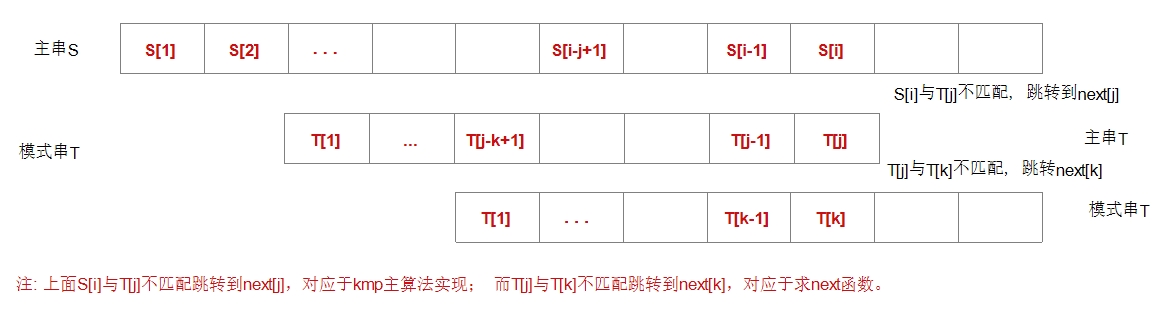 主串S S[1] S[2] ... S[i-j+1] S[i-1] S[i]
S[i]与T[j]不匹配， 跳转到next[j]
模式串T T[1] ... T[j-k+1] T[j-1] T[j] 主串T
T[j]与T[k]不匹配， 跳转next[k]
T[1] ... T[k-1] T[k] 模式串T
注: 上面S[i]与T[j]不匹配跳转到next[j]，对应于kmp主算法实现； 而T[j]与T[k]不匹配跳转到next[k]，对应于求next函数。